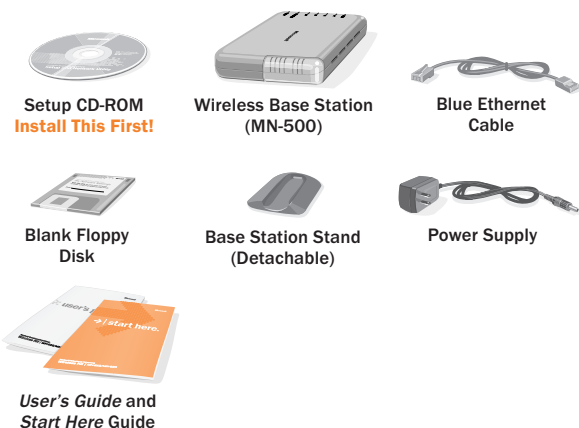 Setup CD-ROM
Install This First!
Wireless Base Station
(MN-500)
Blue Ethernet
Cable
Blank Floppy
Disk
Base Station Stand
(Detachable)
Power Supply
user's
start here.
User's Guide and
Start Here Guide